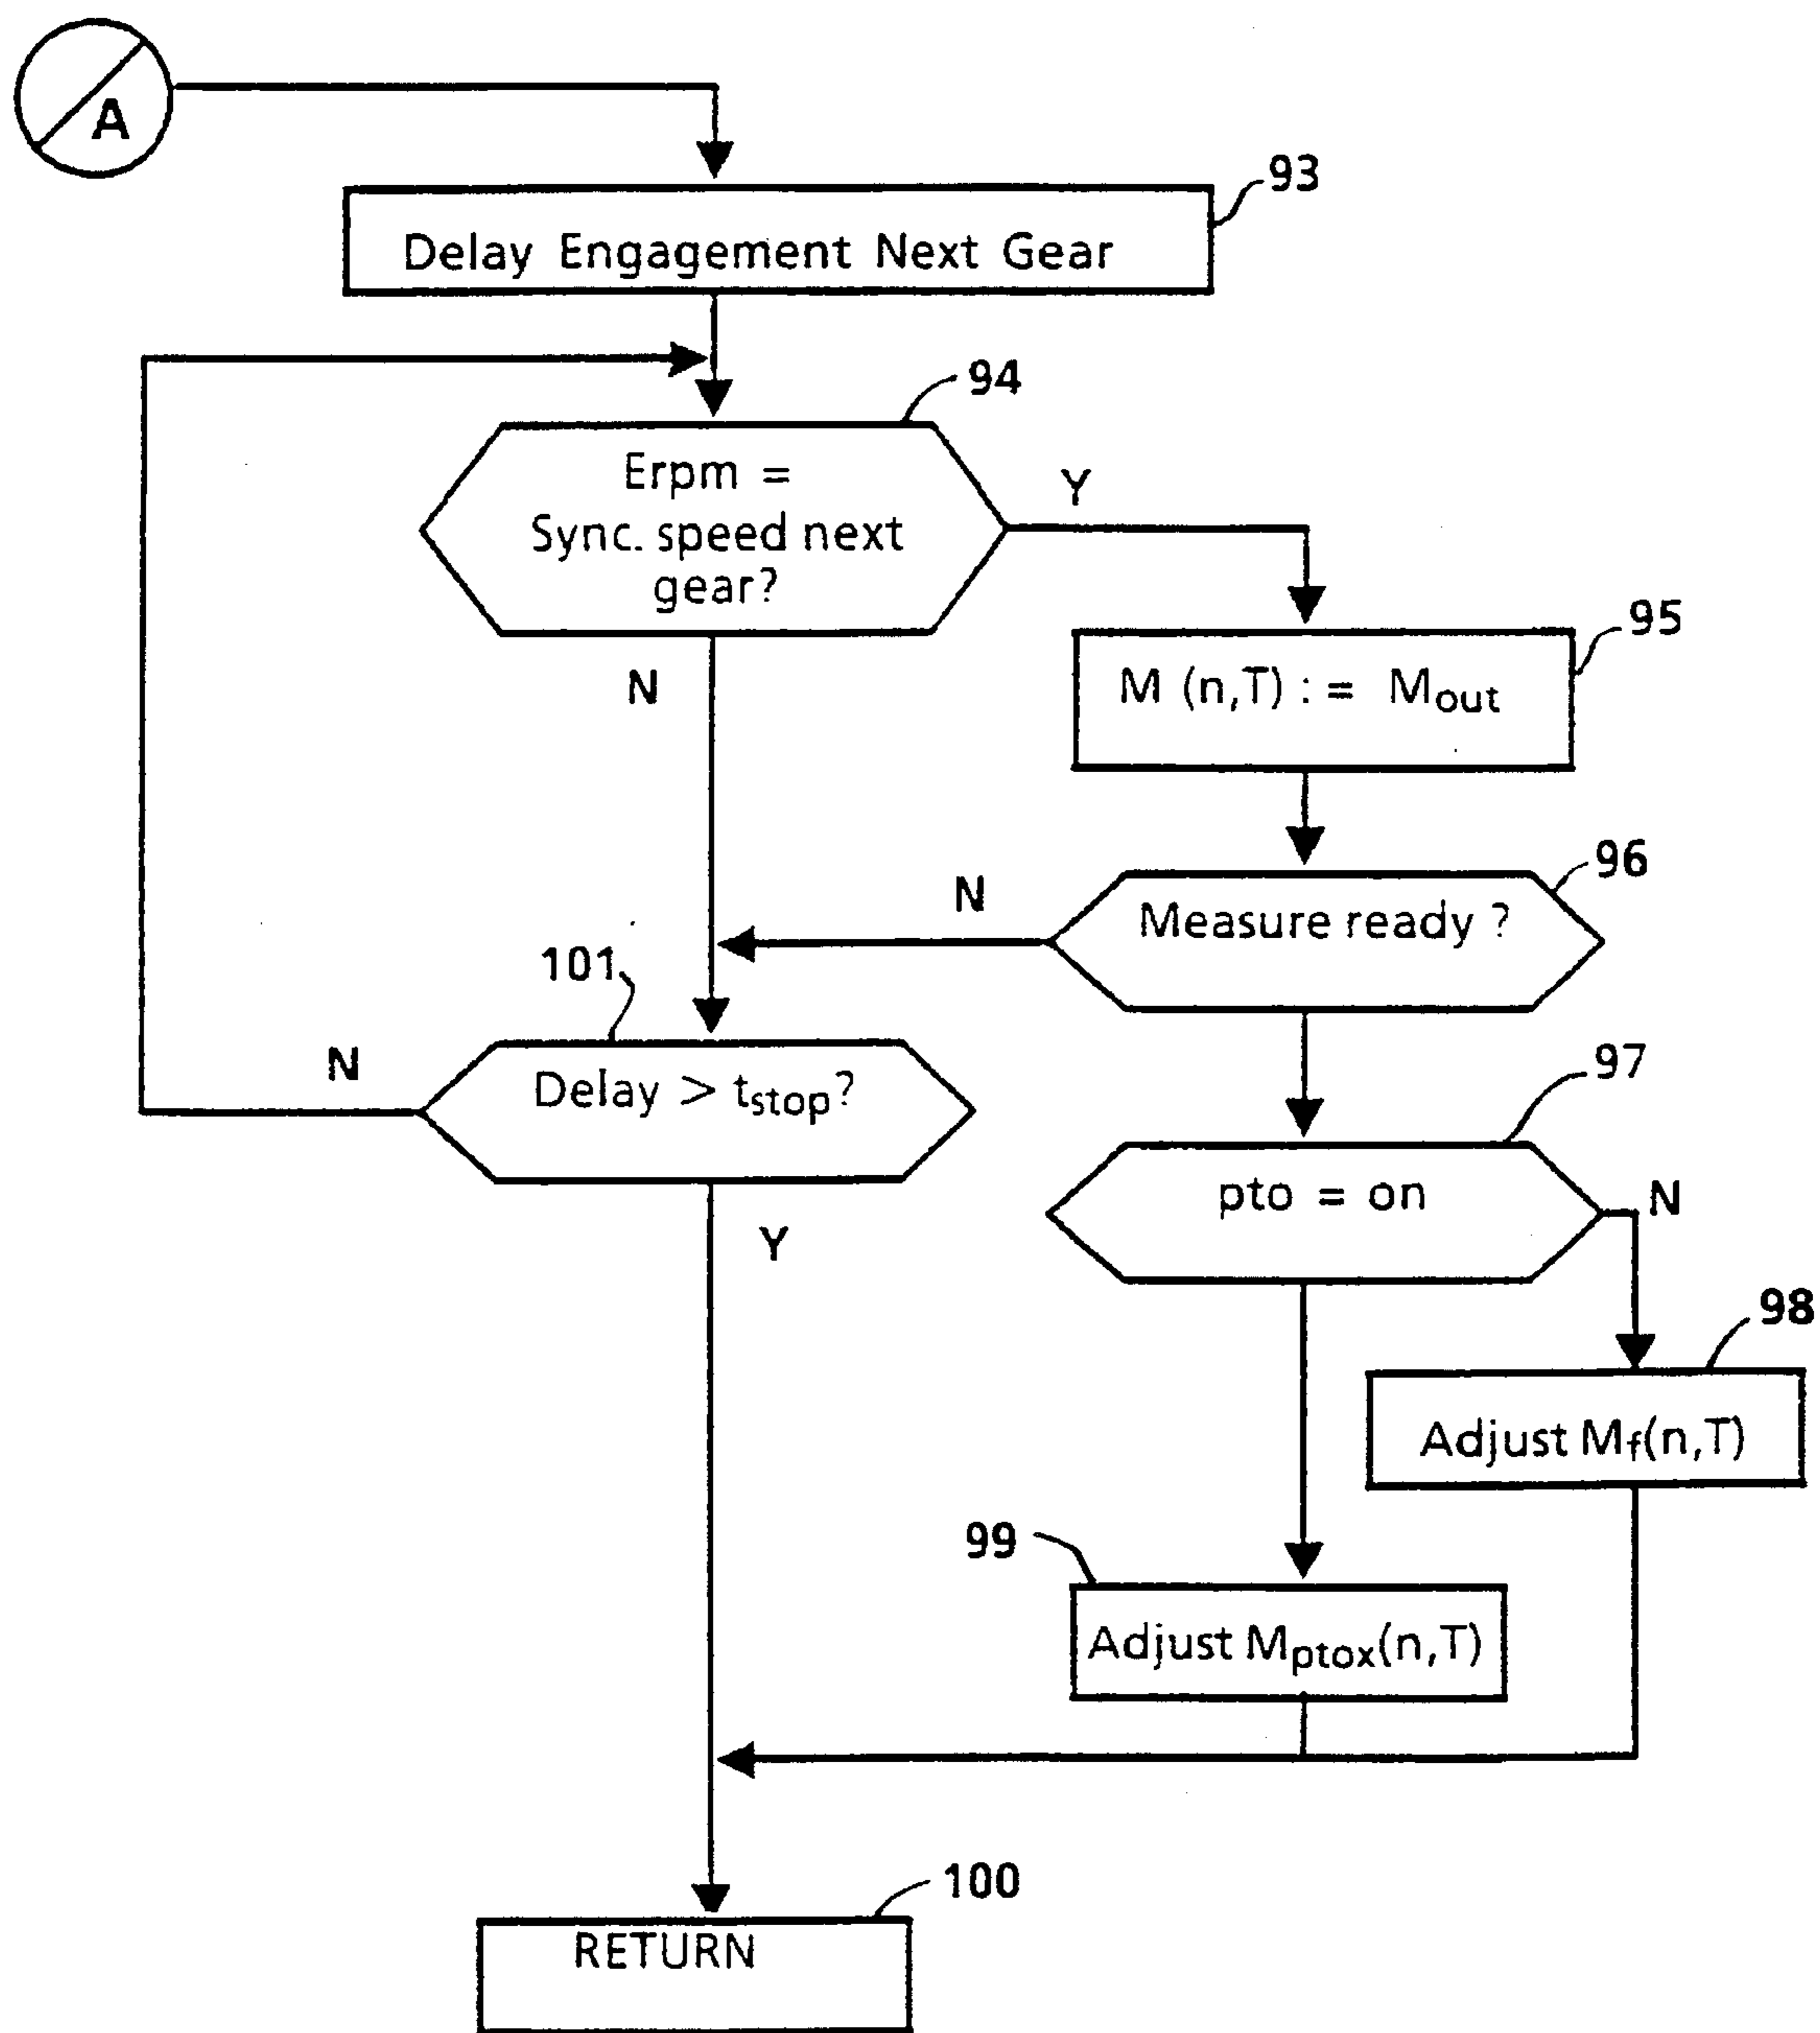 A
93
Delay Engagement Next Gear
94
Erpm =
Sync. speed next
gear?
Y
N
95
M (n,T) : = Mout
96
Measure ready ?
N
101
Delay > tstop?
N
Y
97
pto = on
N
98
Adjust Mf(n,T)
99
Adjust Mptox(n,T)
100
RETURN